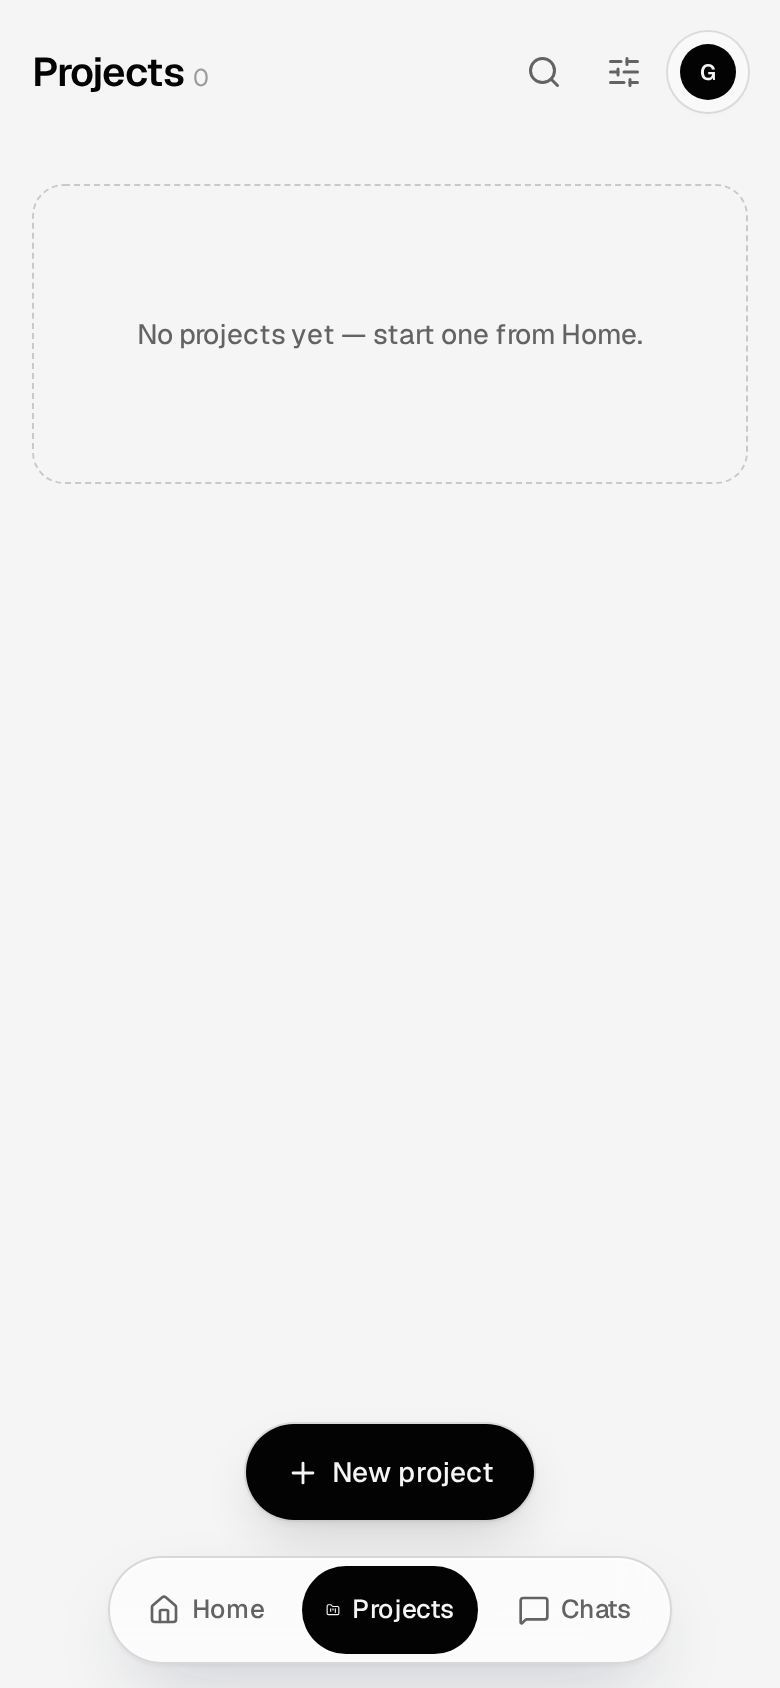 Projects 0
G
No projects yet — start one from Home.
New project
Home
Projects
Chats